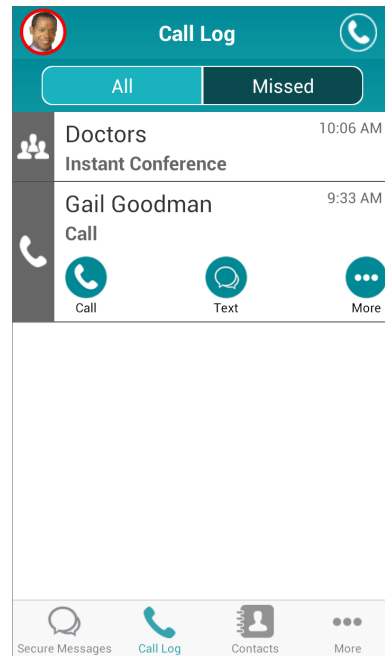 Call Log
All Missed
Doctors 10:06 AM
Instant Conference
Gail Goodman 9:33 AM
Call
Call Text More
Secure Messages Call Log Contacts More